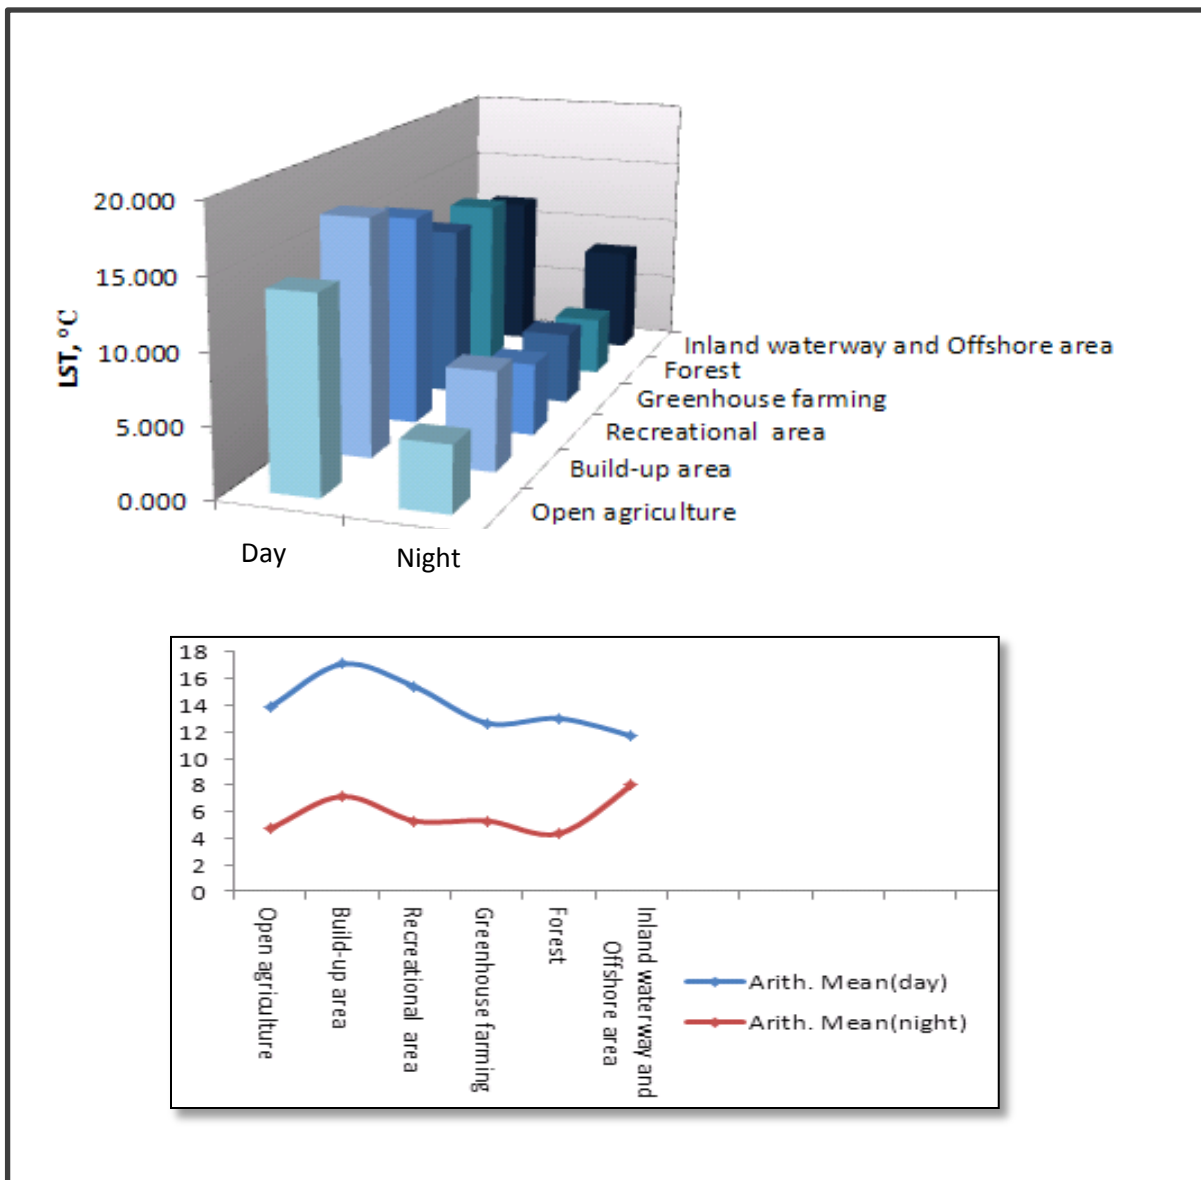 20.000
15.000
10.000
5.000
0.000
LST, °C
Day
Night
Inland waterway and Offshore area
Forest
Greenhouse farming
Recreational area
Build-up area
Open agriculture
18
16
14
12
10
8
6
4
2
0
Open agriculture
Build-up area
Recreational area
Greenhouse farming
Forest
Inland waterway and
Offshore area
Arith. Mean(day)
Arith. Mean(night)